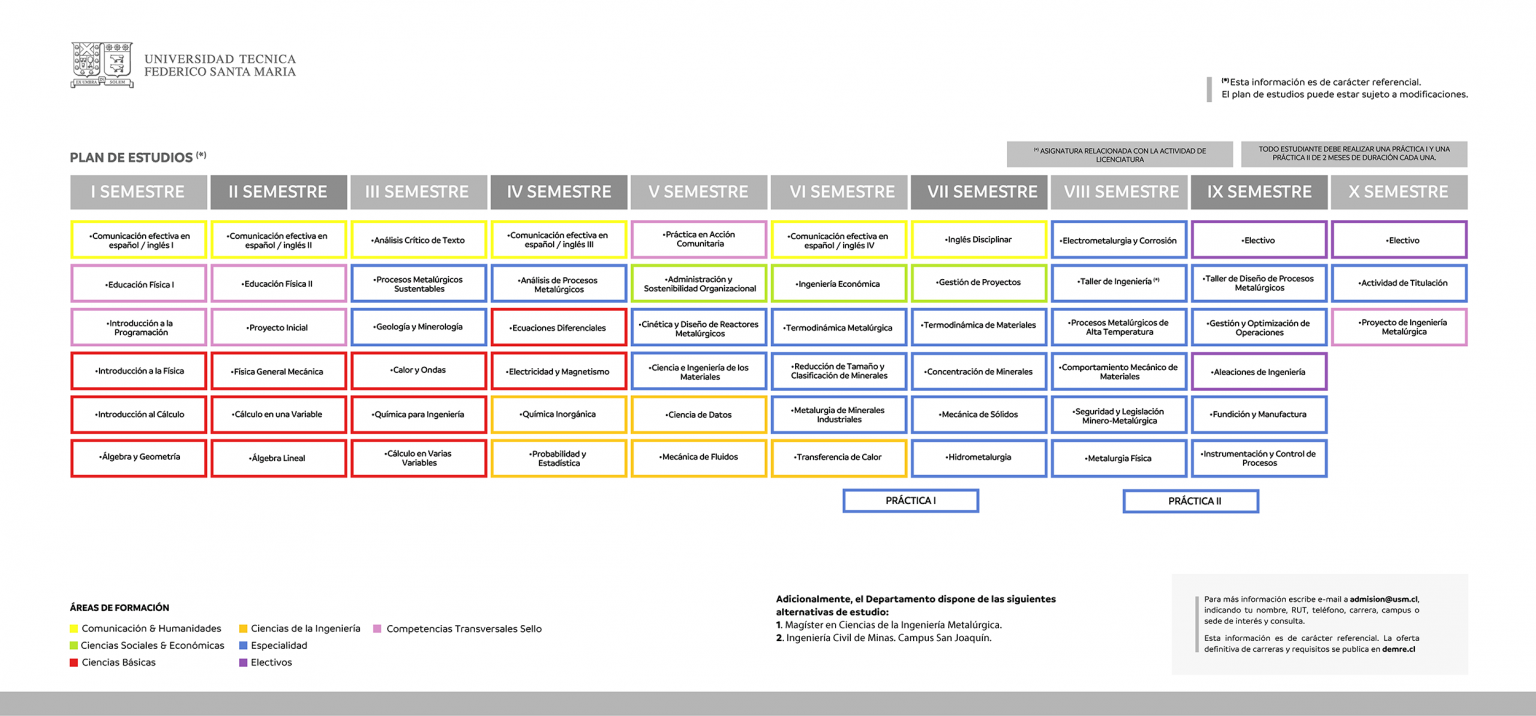 UNIVERSIDAD TECNICA
FEDERICO SANTA MARIA
(*)Esta información es de carácter referencial.
El plan de estudios puede estar sujeto a modificaciones.
PLAN DE ESTUDIOS (*)
(*) ASIGNATURA RELACIONADA CON LA ACTIVIDAD DE
LICENCIATURA
TODO ESTUDIANTE DEBE REALIZAR UNA PRÁCTICA I Y UNA
PRÁCTICA II DE 2 MESES DE DURACIÓN CADA UNA.
I SEMESTRE
II SEMESTRE
III SEMESTRE
IV SEMESTRE
V SEMESTRE
VI SEMESTRE
VII SEMESTRE
VIII SEMESTRE
IX SEMESTRE
X SEMESTRE
•Comunicación efectiva en
español / inglés I
•Comunicación efectiva en
español / inglés II
•Análisis Crítico de Texto
•Comunicación efectiva en
español / inglés III
•Práctica en Acción
Comunitaria
•Comunicación efectiva en
español / inglés IV
•Inglés Disciplinar
•Electrometalurgia y Corrosión
•Electivo
•Electivo
•Educación Física I
•Educación Física II
•Procesos Metalúrgicos
Sustentables
•Análisis de Procesos
Metalúrgicos
•Administración y
Sostenibilidad Organizacional
•Ingeniería Económica
•Gestión de Proyectos
•Taller de Ingeniería (*)
•Taller de Diseño de Procesos
Metalúrgicos
•Actividad de Titulación
•Introducción a la
Programación
•Proyecto Inicial
•Geología y Minerología
•Ecuaciones Diferenciales
•Cinética y Diseño de Reactores
Metalúrgicos
•Termodinámica Metalúrgica
•Termodinámica de Materiales
•Procesos Metalúrgicos de
Alta Temperatura
•Gestión y Optimización de
Operaciones
•Proyecto de Ingeniería
Metalúrgica
•Introducción a la Física
•Física General Mecánica
•Calor y Ondas
•Electricidad y Magnetismo
•Ciencia e Ingeniería de los
Materiales
•Reducción de Tamaño y
Clasificación de Minerales
•Concentración de Minerales
•Comportamiento Mecánico de
Materiales
•Aleaciones de Ingeniería
•Introducción al Cálculo
•Cálculo en una Variable
•Química para Ingeniería
•Química Inorgánica
•Ciencia de Datos
•Metalurgia de Minerales
Industriales
•Mecánica de Sólidos
•Seguridad y Legislación
Minero-Metalúrgica
•Fundición y Manufactura
•Álgebra y Geometría
•Álgebra Lineal
•Cálculo en Varias
Variables
•Probabilidad y
Estadística
•Mecánica de Fluidos
•Transferencia de Calor
•Hidrometalurgia
•Metalurgia Física
•Instrumentación y Control de
Procesos
PRÁCTICA I
PRÁCTICA II
ÁREAS DE FORMACIÓN
Comunicación & Humanidades
Ciencias Sociales & Económicas
Ciencias Básicas
Ciencias de la Ingeniería
Especialidad
Electivos
Competencias Transversales Sello
Adicionalmente, el Departamento dispone de las siguientes
alternativas de estudio:
1. Magíster en Ciencias de la Ingeniería Metalúrgica.
2. Ingeniería Civil de Minas. Campus San Joaquín.
Para más información escribe e-mail a admision@usm.cl,
indicando tu nombre, RUT, teléfono, carrera, campus o
sede de interés y consulta.
Esta información es de carácter referencial. La oferta
definitiva de carreras y requisitos se publica en demre.cl